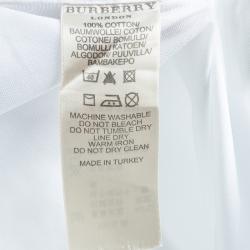 BURBERRY
100% COTTON/
BAUMWOLLE/ COTON/
COTONE/ BOMULD/
BOMULL/KATOEN/
ALGODON/ PUUVILLA/
BAMBAKEPO
40
MACHINE WASHABLE
DO NOT BLEACH
DO NOT TUMBLE DRY
LINE DRY
WARM IRON
DO NOT DRY CLEAN
MADE IN TURKEY